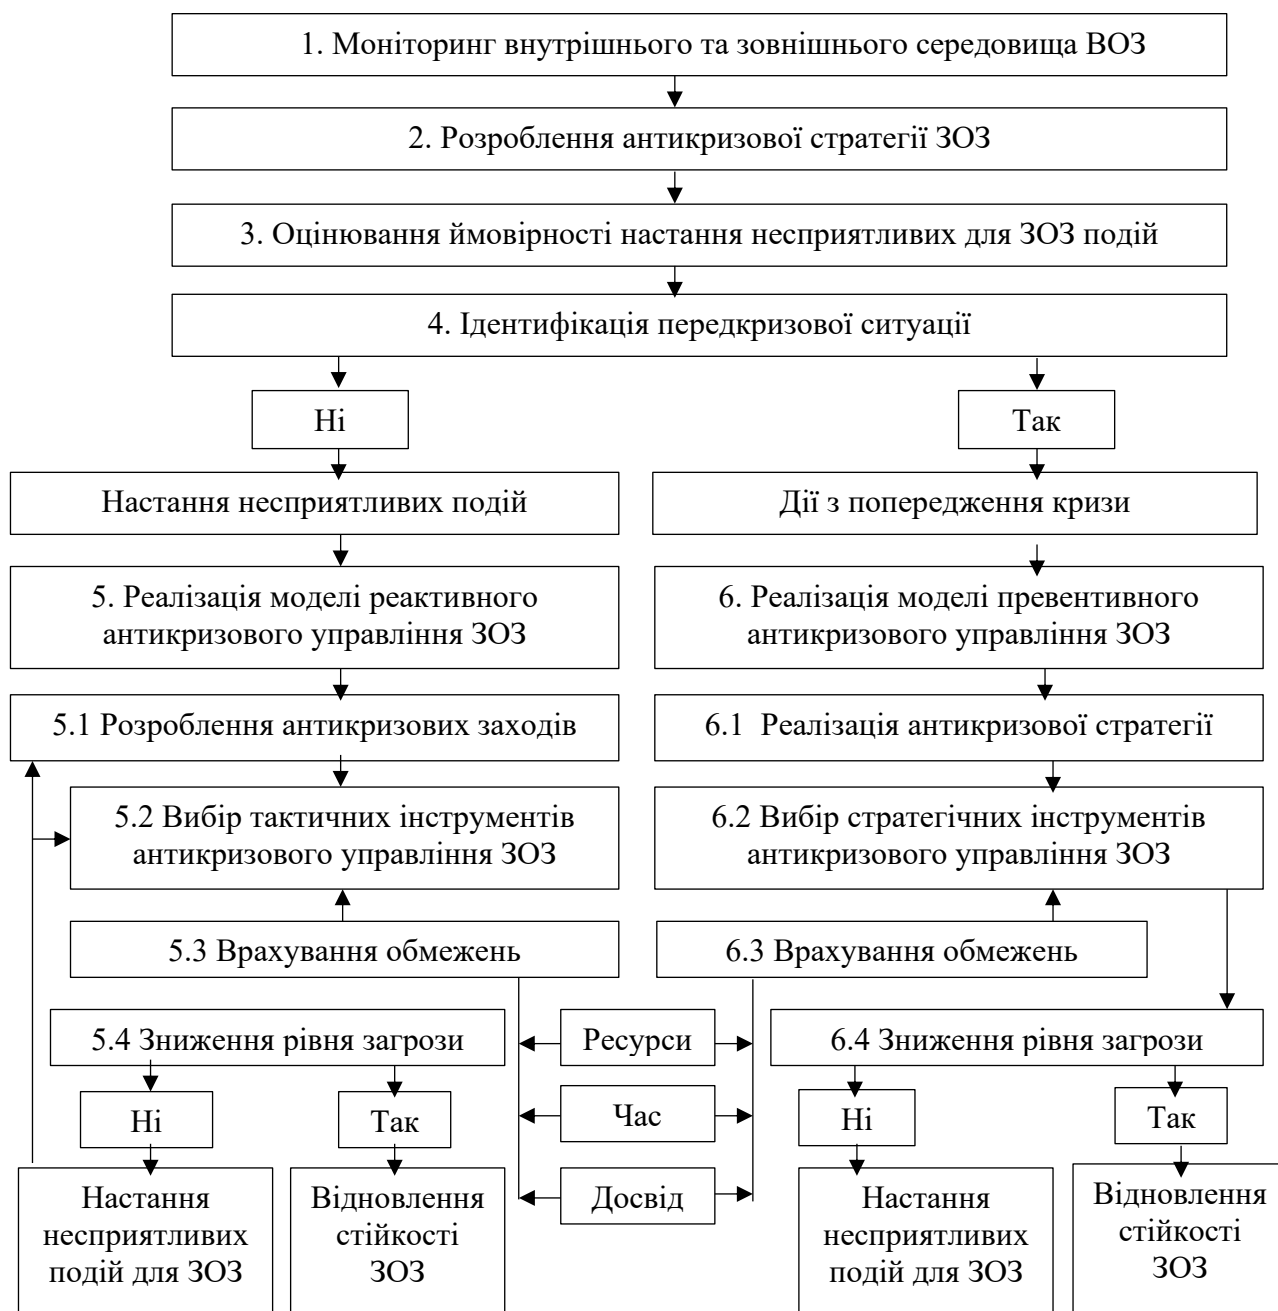 1. Моніторинг внутрішнього та зовнішнього середовища ВОЗ
2. Розроблення антикризової стратегії ЗОЗ
3. Оцінювання ймовірності настання несприятливих для ЗОЗ подій
4. Ідентифікація передкризової ситуації
Ні
Так
Настання несприятливих подій
Дії з попередження кризи
5. Реалізація моделі реактивного
антикризового управління ЗОЗ
6. Реалізація моделі превентивного
антикризового управління ЗОЗ
5.1 Розроблення антикризових заходів
6.1 Реалізація антикризової стратегії
5.2 Вибір тактичних інструментів
антикризового управління ЗОЗ
6.2 Вибір стратегічних інструментів
антикризового управління ЗОЗ
5.3 Врахування обмежень
6.3 Врахування обмежень
5.4 Зниження рівня загрози
Ресурси
6.4 Зниження рівня загрози
Ні
Так
Час
Ні
Так
Настання
несприятливих
подій для ЗОЗ
Відновлення
стійкості
ЗОЗ
Досвід
Настання
несприятливих
подій для ЗОЗ
Відновлення
стійкості
ЗОЗ